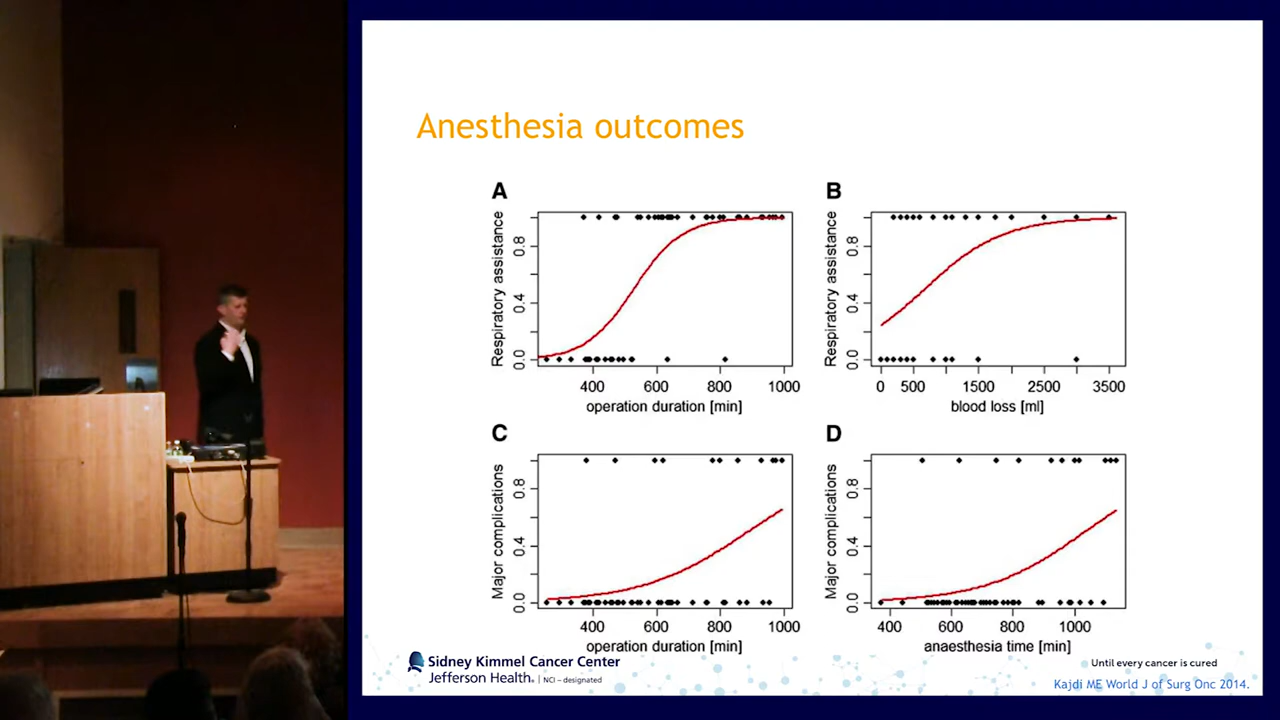 Anesthesia outcomes
A
Respiratory assistance
0.0 0.4 0.8
400 600 800 1000
operation duration [min]
B
Respiratory assistance
0.0 0.4 0.8
0 500 1500 2500 3500
blood loss [ml]
C
Major complications
0.0 0.4 0.8
400 600 800 1000
operation duration [min]
D
Major complications
0.0 0.4 0.8
400 600 800 1000
anaesthesia time [min]
Sidney Kimmel Cancer Center
Jefferson Health. | NCI – designated
Until every cancer is cured
Kajdi ME World J of Surg Onc 2014.